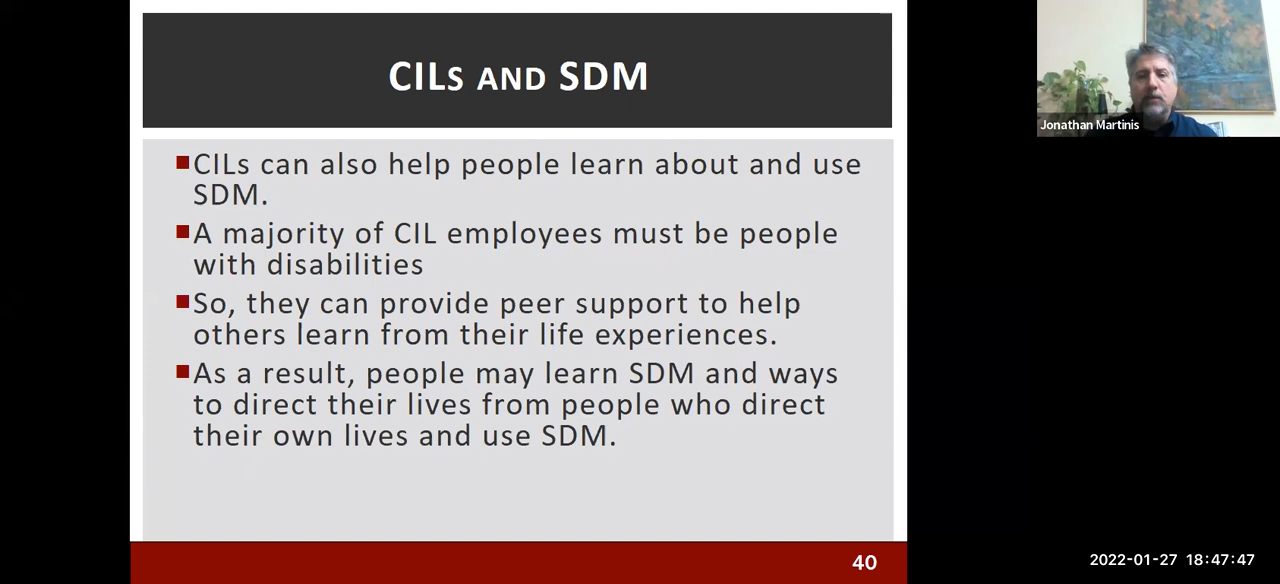 CILs AND SDM
CILs can also help people learn about and use
SDM.
A majority of CIL employees must be people
with disabilities
So, they can provide peer support to help
others learn from their life experiences.
As a result, people may learn SDM and ways
to direct their lives from people who direct
their own lives and use SDM.
40
Jonathan Martinis
2022-01-27 18:47:47